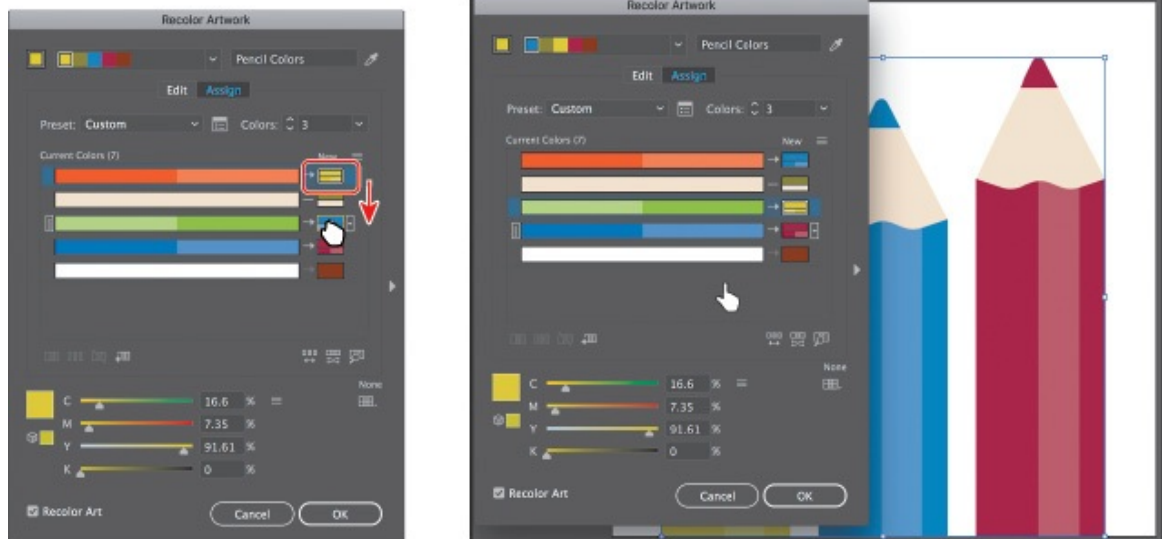 Recolor Artwork
Pencil Colors
Edit Assign
Preset: Custom Colors: 3
Current Colors (7) New
None
C 16.6 %
M 7.35 %
Y 91.61 %
K 0 %
Recolor Art Cancel OK
Recolor Artwork
Pencil Colors
Edit Assign
Preset: Custom Colors: 3
Current Colors (7) New
None
C 16.6 %
M 7.35 %
Y 91.61 %
K 0 %
Recolor Art Cancel OK